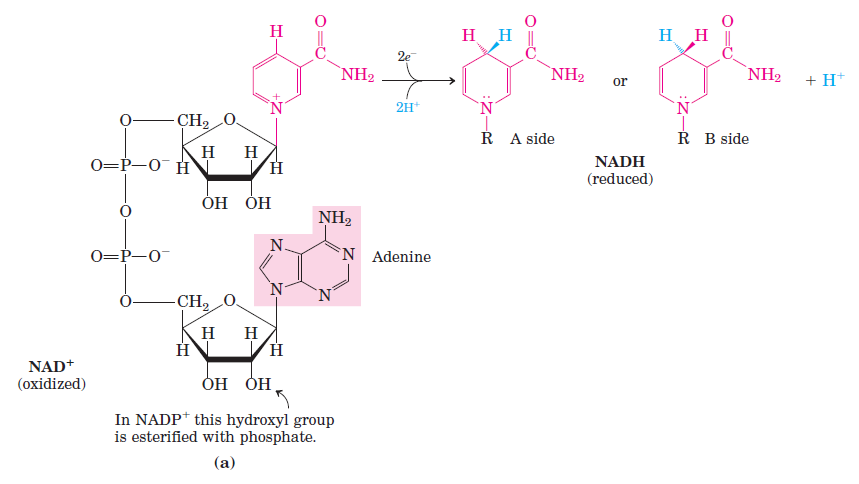 H O
C
NH₂
N⁺
2e⁻
2H⁺
H H O
C
NH₂
N̈
R A side
or
H H O
C
NH₂
N̈
R B side
+ H⁺
NADH
(reduced)
O CH₂ O
H H
O=P—O⁻ H H
OH OH
O
NH₂
N N
Adenine
O=P—O⁻
N N
O CH₂ O
H H
H H
OH OH
NAD⁺
(oxidized)
In NADP⁺ this hydroxyl group
is esterified with phosphate.
(a)